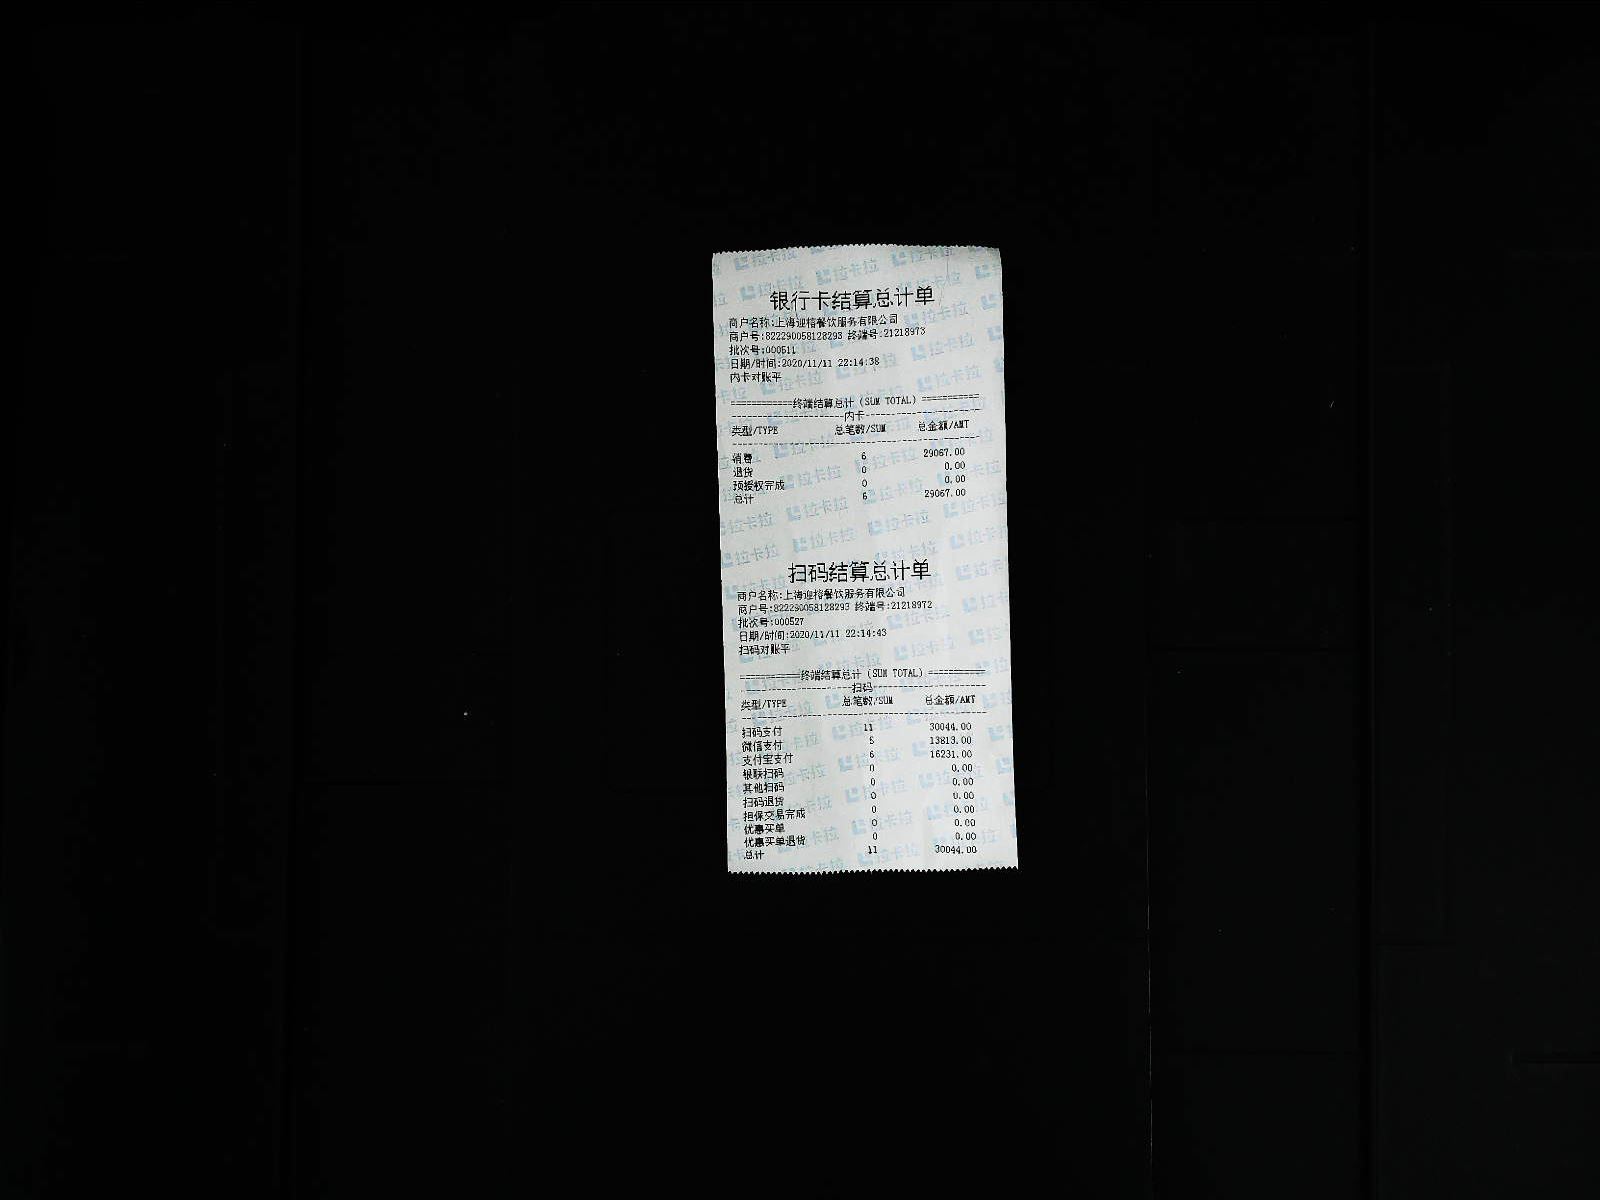 银行卡结算总计单
商户名称:上海迎榕餐饮服务有限公司
商户号:822290058128293 终端号:21218973
批次号:000511
日期/时间:2020/11/11 22:14:38
内卡对账平
============终端结算总计(SUM TOTAL)===========
----------------------内卡----------------------
类型/TYPE 总笔数/SUM 总金额/AMT
消费 6 29067.00
退货 0 0.00
预授权完成 0 0.00
总计 6 29067.00
扫码结算总计单
商户名称:上海迎榕餐饮服务有限公司
商户号:822290058128293 终端号:21218972
批次号:000527
日期/时间:2020/11/11 22:14:43
扫码对账平
============终端结算总计(SUM TOTAL)===========
----------------------扫码----------------------
类型/TYPE 总笔数/SUM 总金额/AMT
扫码支付 11 30044.00
微信支付 5 13813.00
支付宝支付 6 16231.00
银联扫码 0 0.00
其他扫码 0 0.00
扫码退货 0 0.00
担保交易完成 0 0.00
优惠买单 0 0.00
优惠买单退货 0 0.00
总计 11 30044.00
拉卡拉